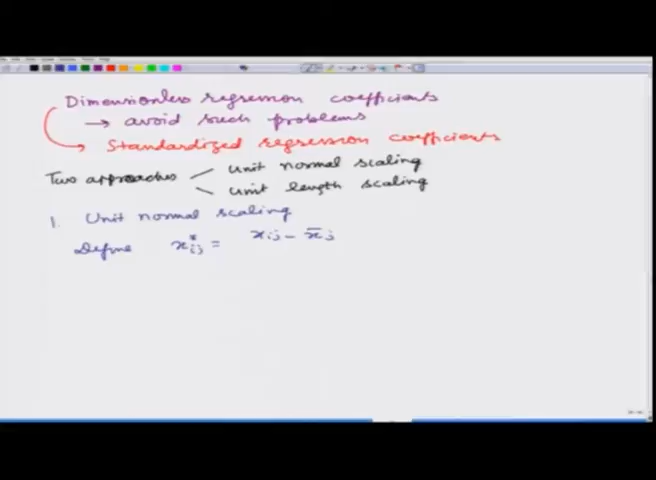 Dimensionless regression coefficients
→ avoid such problems
Standardized regression coefficients
Two approaches
unit normal scaling
unit length scaling
1. Unit normal scaling
Define x*ij = xij - x̄j